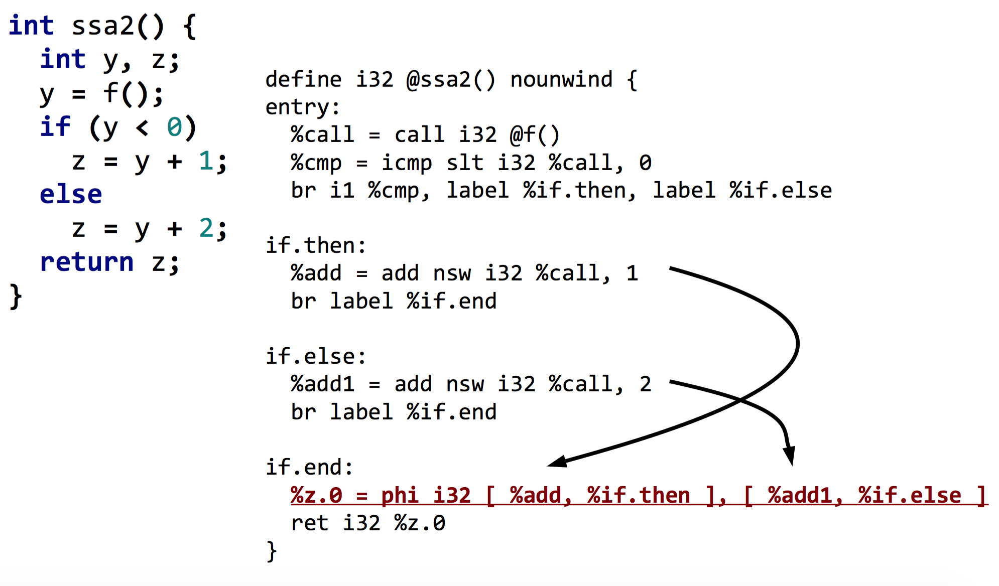 int ssa2() {
int y, z;
y = f();
if (y < 0)
z = y + 1;
else
z = y + 2;
return z;
}
define i32 @ssa2() nounwind {
entry:
%call = call i32 @f()
%cmp = icmp slt i32 %call, 0
br i1 %cmp, label %if.then, label %if.else
if.then:
%add = add nsw i32 %call, 1
br label %if.end
if.else:
%add1 = add nsw i32 %call, 2
br label %if.end
if.end:
%z.0 = phi i32 [ %add, %if.then ], [ %add1, %if.else ]
ret i32 %z.0
}